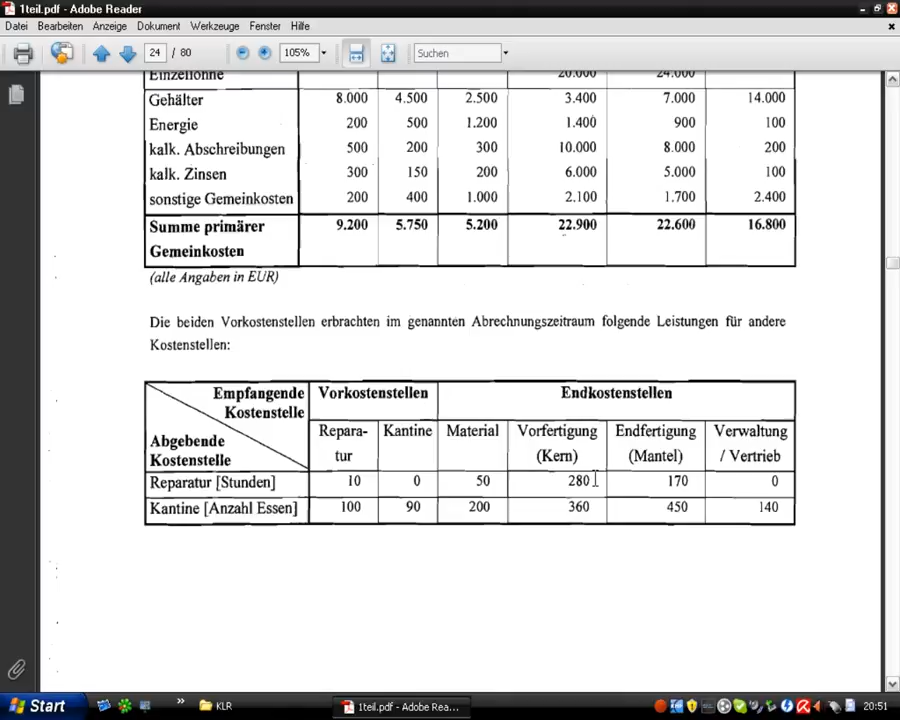 1teil.pdf - Adobe Reader
Datei Bearbeiten Anzeige Dokument Werkzeuge Fenster Hilfe
24 / 80 105% Suchen
Einzellöhne 20.000 24.000
Gehälter 8.000 4.500 2.500 3.400 7.000 14.000
Energie 200 500 1.200 1.400 900 100
kalk. Abschreibungen 500 200 300 10.000 8.000 200
kalk. Zinsen 300 150 200 6.000 5.000 100
sonstige Gemeinkosten 200 400 1.000 2.100 1.700 2.400
Summe primärer 9.200 5.750 5.200 22.900 22.600 16.800
Gemeinkosten
(alle Angaben in EUR)
Die beiden Vorkostenstellen erbrachten im genannten Abrechnungszeitraum folgende Leistungen für andere
Kostenstellen:
Empfangende Vorkostenstellen Endkostenstellen
Kostenstelle
Abgebende Repara- Kantine Material Vorfertigung Endfertigung Verwaltung
Kostenstelle tur (Kern) (Mantel) / Vertrieb
Reparatur [Stunden] 10 0 50 280 170 0
Kantine [Anzahl Essen] 100 90 200 360 450 140
Start » KLR 1teil.pdf - Adobe Rea... 20:51